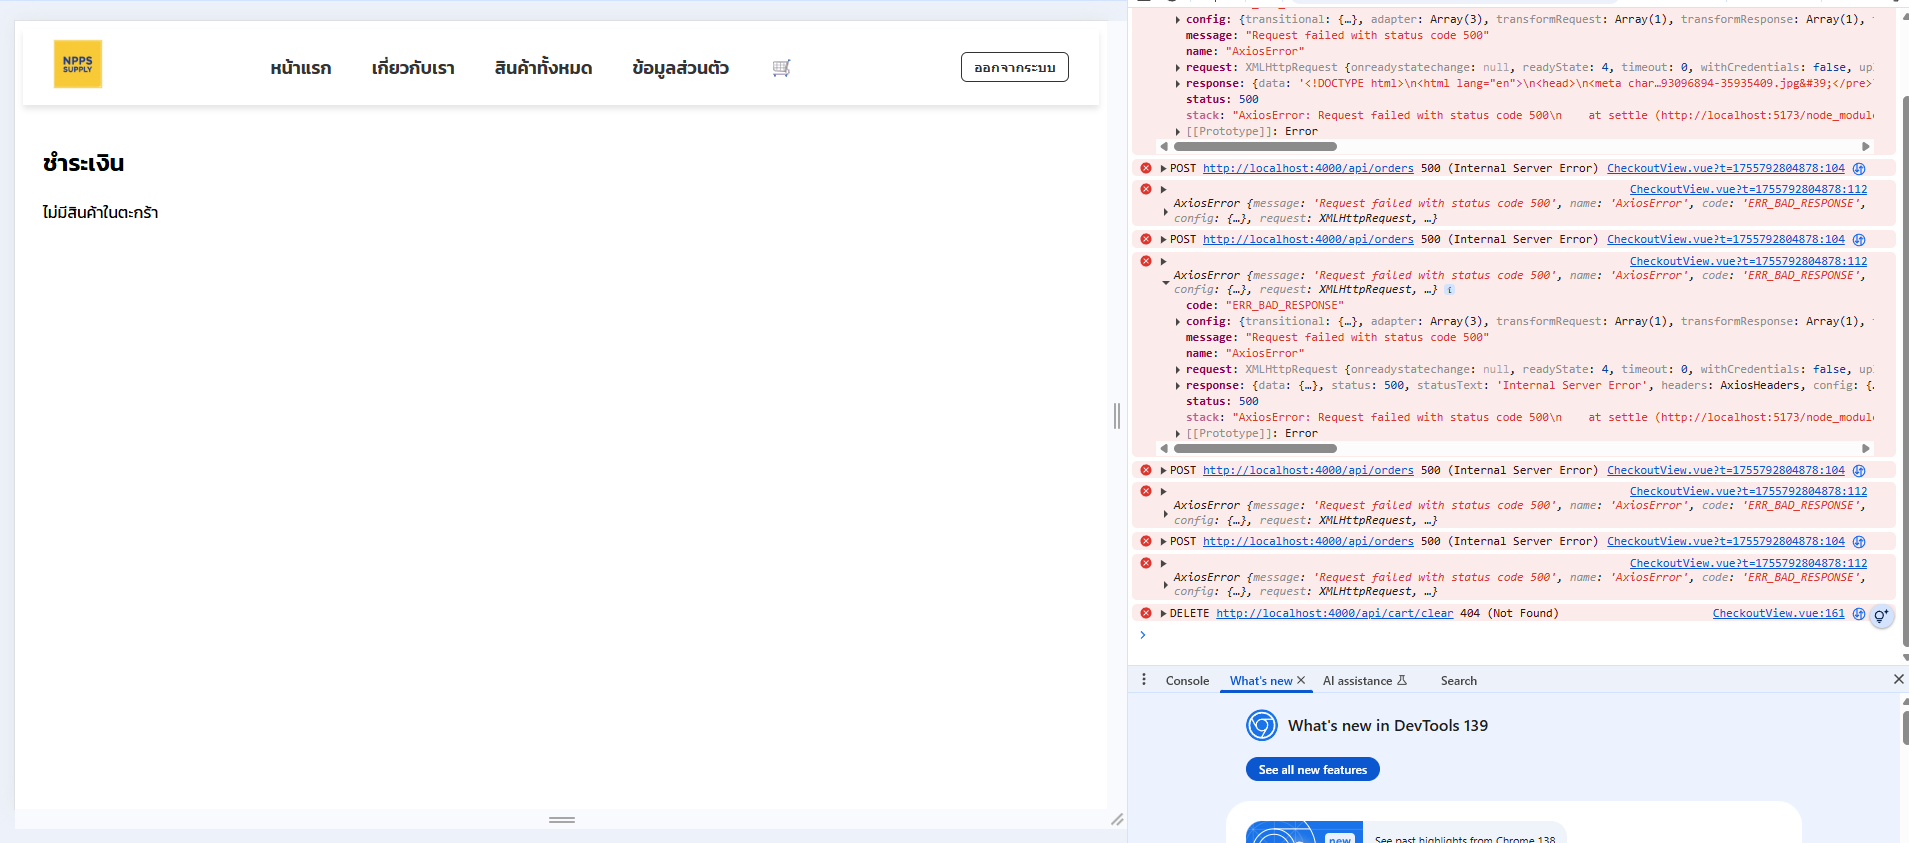 NPPS
SUPPLY
หน้าแรก
เกี่ยวกับเรา
สินค้าทั้งหมด
ข้อมูลส่วนตัว
ออกจากระบบ
ชำระเงิน
ไม่มีสินค้าในตะกร้า
config: {transitional: {…}, adapter: Array(3), transformRequest: Array(1), transformResponse: Array(1),
message: "Request failed with status code 500"
name: "AxiosError"
request: XMLHttpRequest {onreadystatechange: null, readyState: 4, timeout: 0, withCredentials: false, upl
response: {data: '<!DOCTYPE html>\n<html lang="en">\n<head>\n<meta char…93096894-35935409.jpg&#39;</pre>
status: 500
stack: "AxiosError: Request failed with status code 500\n    at settle (http://localhost:5173/node_modul
[[Prototype]]: Error
POST http://localhost:4000/api/orders 500 (Internal Server Error) CheckoutView.vue?t=1755792804878:104
CheckoutView.vue?t=1755792804878:112
AxiosError {message: 'Request failed with status code 500', name: 'AxiosError', code: 'ERR_BAD_RESPONSE',
config: {…}, request: XMLHttpRequest, …}
POST http://localhost:4000/api/orders 500 (Internal Server Error) CheckoutView.vue?t=1755792804878:104
CheckoutView.vue?t=1755792804878:112
AxiosError {message: 'Request failed with status code 500', name: 'AxiosError', code: 'ERR_BAD_RESPONSE',
config: {…}, request: XMLHttpRequest, …} i
code: "ERR_BAD_RESPONSE"
config: {transitional: {…}, adapter: Array(3), transformRequest: Array(1), transformResponse: Array(1),
message: "Request failed with status code 500"
name: "AxiosError"
request: XMLHttpRequest {onreadystatechange: null, readyState: 4, timeout: 0, withCredentials: false, upl
response: {data: {…}, status: 500, statusText: 'Internal Server Error', headers: AxiosHeaders, config: {…
status: 500
stack: "AxiosError: Request failed with status code 500\n    at settle (http://localhost:5173/node_modul
[[Prototype]]: Error
POST http://localhost:4000/api/orders 500 (Internal Server Error) CheckoutView.vue?t=1755792804878:104
CheckoutView.vue?t=1755792804878:112
AxiosError {message: 'Request failed with status code 500', name: 'AxiosError', code: 'ERR_BAD_RESPONSE',
config: {…}, request: XMLHttpRequest, …}
POST http://localhost:4000/api/orders 500 (Internal Server Error) CheckoutView.vue?t=1755792804878:104
CheckoutView.vue?t=1755792804878:112
AxiosError {message: 'Request failed with status code 500', name: 'AxiosError', code: 'ERR_BAD_RESPONSE',
config: {…}, request: XMLHttpRequest, …}
DELETE http://localhost:4000/api/cart/clear 404 (Not Found) CheckoutView.vue:161
Console
What's new
AI assistance
Search
What's new in DevTools 139
See all new features
new
See past highlights from Chrome 138